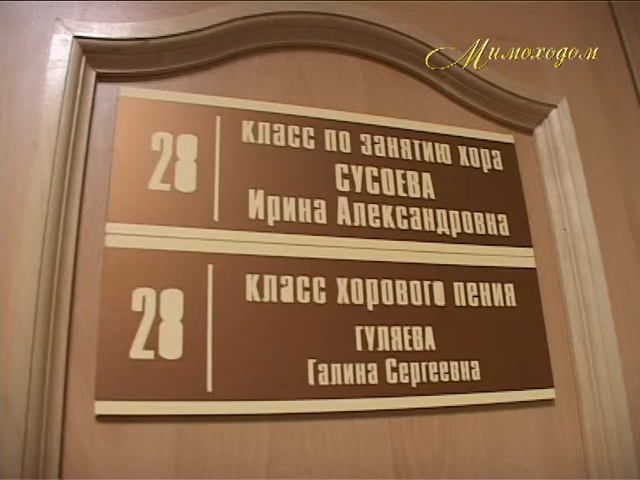 Мимоходом
28
класс по занятию хора
СУСОЕВА
Ирина Александровна
28
класс хорового пения
ГУЛЯЕВА
Галина Сергеевна